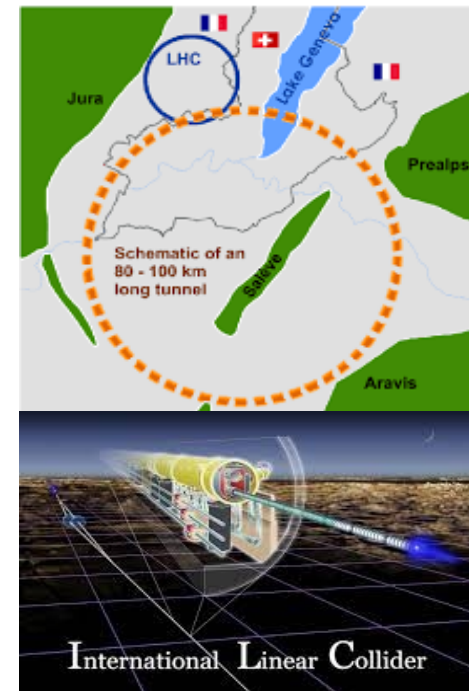 LHC
Jura
Lake Geneva
Prealps
Schematic of an
80 - 100 km
long tunnel
Salève
Aravis
International Linear Collider